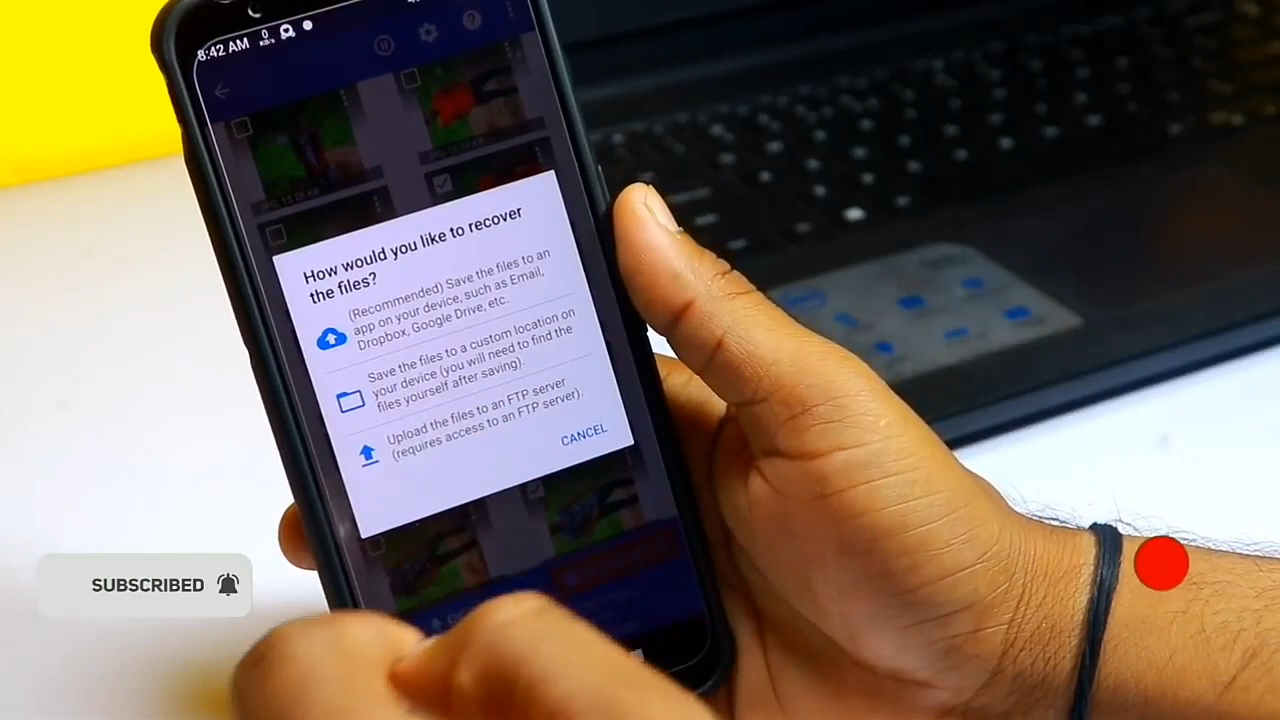 8:42 AM
0
KB/s
How would you like to recover
the files?
(Recommended) Save the files to an
app on your device, such as Email,
Dropbox, Google Drive, etc.
Save the files to a custom location on
your device (you will need to find the
files yourself after saving).
Upload the files to an FTP server
(requires access to an FTP server).
CANCEL
SUBSCRIBED